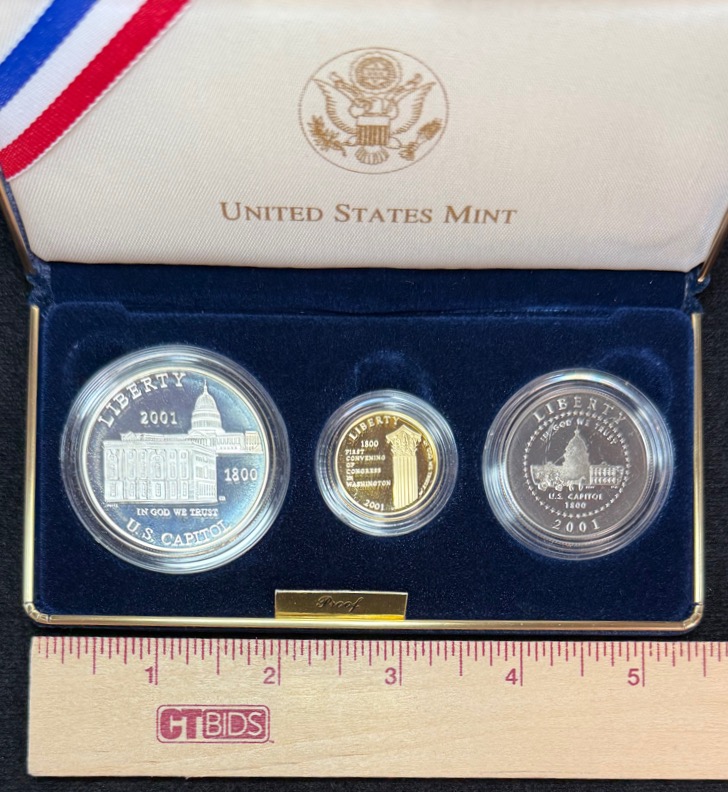 UNITED STATES MINT
LIBERTY
2001
1800
IN GOD WE TRUST
U.S. CAPITOL
LIBERTY
1800
FIRST
CONVENING
OF
CONGRESS
IN
WASHINGTON
2001
LIBERTY
IN GOD WE TRUST
U.S. CAPITOL
1800
2001
Proof
1 2 3 4 5
CTBIDS